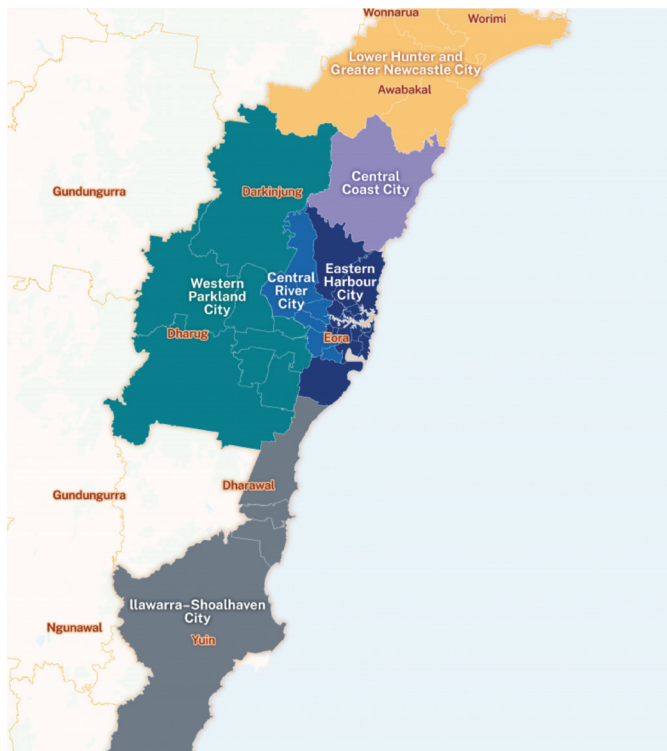 Wonnarua
Worimi
Lower Hunter and
Greater Newcastle City
Awabakal
Central
Coast City
Gundungurra
Darkinjung
Eastern
Harbour
City
Central
River
City
Western
Parkland
City
Dharug
Eora
Dharawal
Gundungurra
Illawarra–Shoalhaven
City
Ngunawal
Yuin